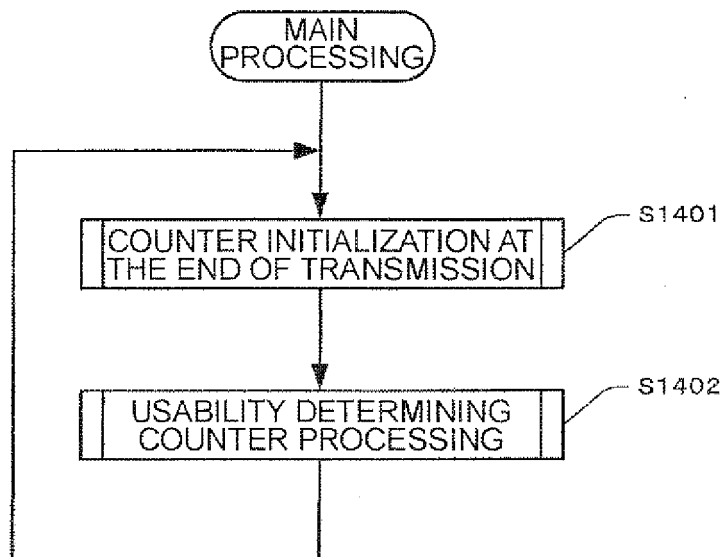 MAIN
PROCESSING
S1401
COUNTER INITIALIZATION AT
THE END OF TRANSMISSION
S1402
USABILITY DETERMINING
COUNTER PROCESSING